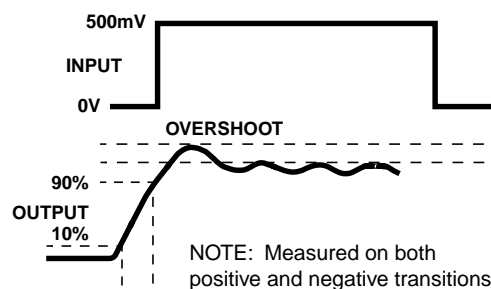 500mV
INPUT
0V
OVERSHOOT
90%
OUTPUT
10%
NOTE: Measured on both
positive and negative transitions